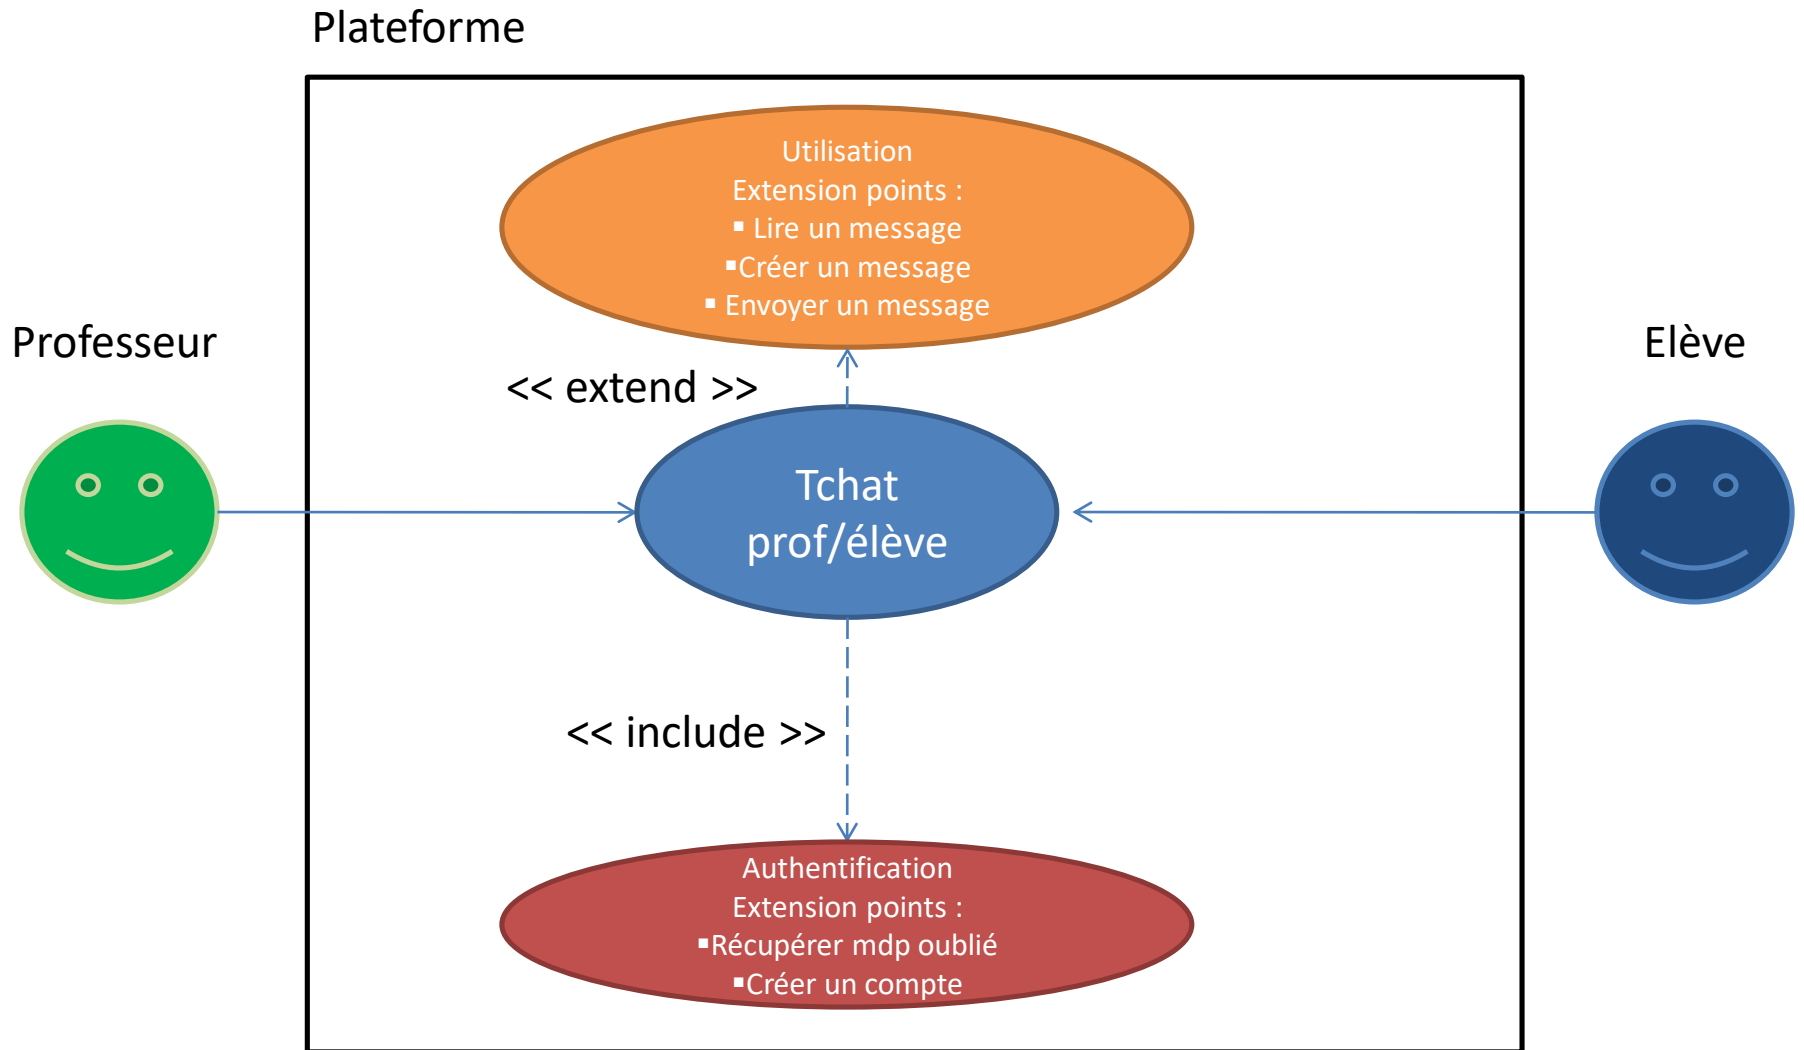 Plateforme
Utilisation
Extension points :
▪ Lire un message
▪Créer un message
▪ Envoyer un message
Professeur
Elève
<< extend >>
Tchat
prof/élève
<< include >>
Authentification
Extension points :
▪Récupérer mdp oublié
▪Créer un compte